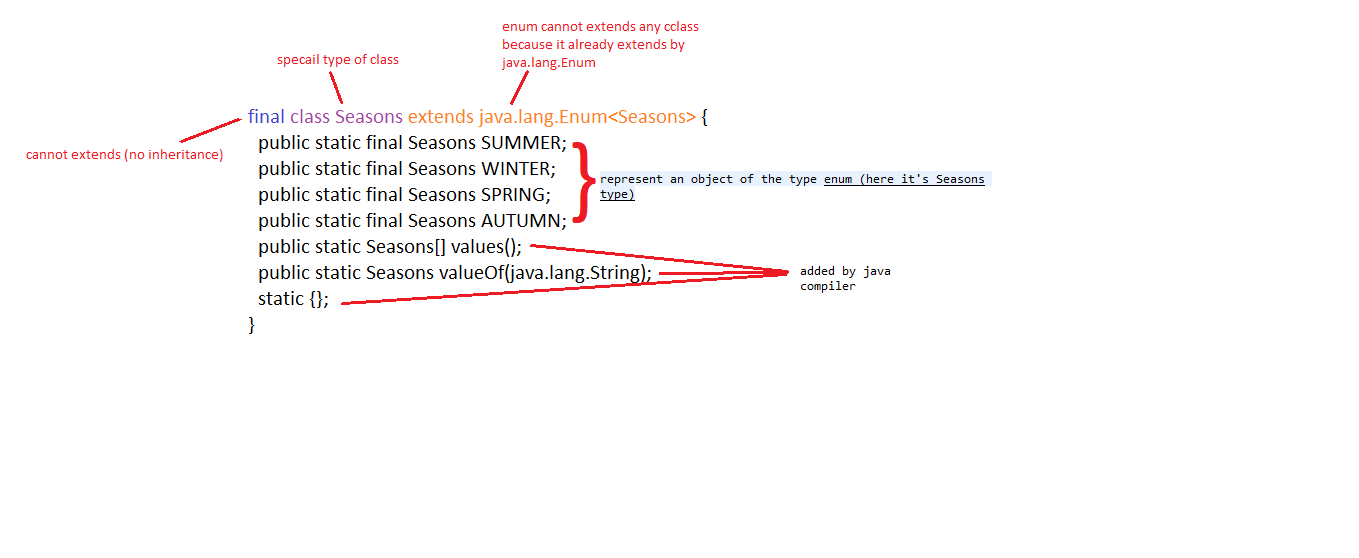 enum cannot extends any cclass
because it already extends by
java.lang.Enum
specail type of class
final class Seasons extends java.lang.Enum<Seasons> {
cannot extends (no inheritance)
public static final Seasons SUMMER;
public static final Seasons WINTER;
public static final Seasons SPRING;
public static final Seasons AUTUMN;
}
represent an object of the type enum (here it's Seasons
type)
public static Seasons[] values();
public static Seasons valueOf(java.lang.String);
static {};
}
added by java
compiler